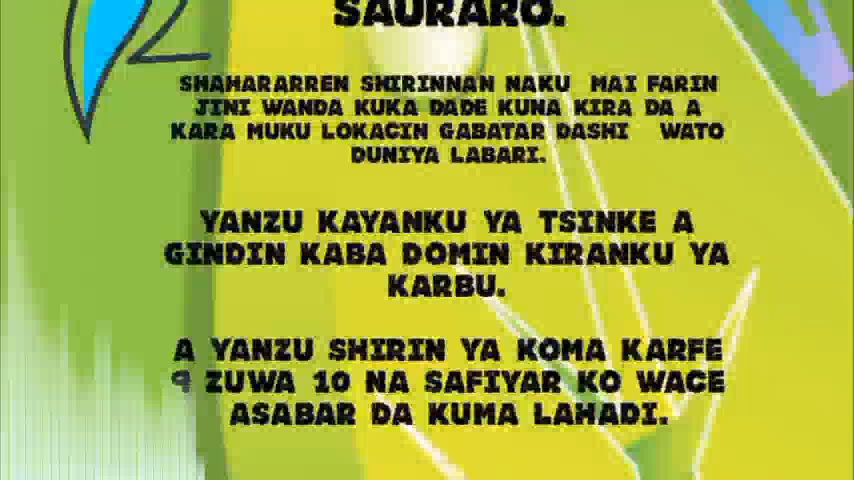 SAURARO.
SHAHARARREN SHIRINNAN NAKU MAI FARIN
JINI WANDA KUKA DADE KUNA KIRA DA A
KARA MUKU LOKACIN GABATAR DASHI WATO
DUNIYA LABARI.
YANZU KAYANKU YA TSINKE A
GINDIN KABA DOMIN KIRANKU YA
KARBU.
A YANZU SHIRIN YA KOMA KARFE
9 ZUWA 10 NA SAFIYAR KO WACE
ASABAR DA KUMA LAHADI.